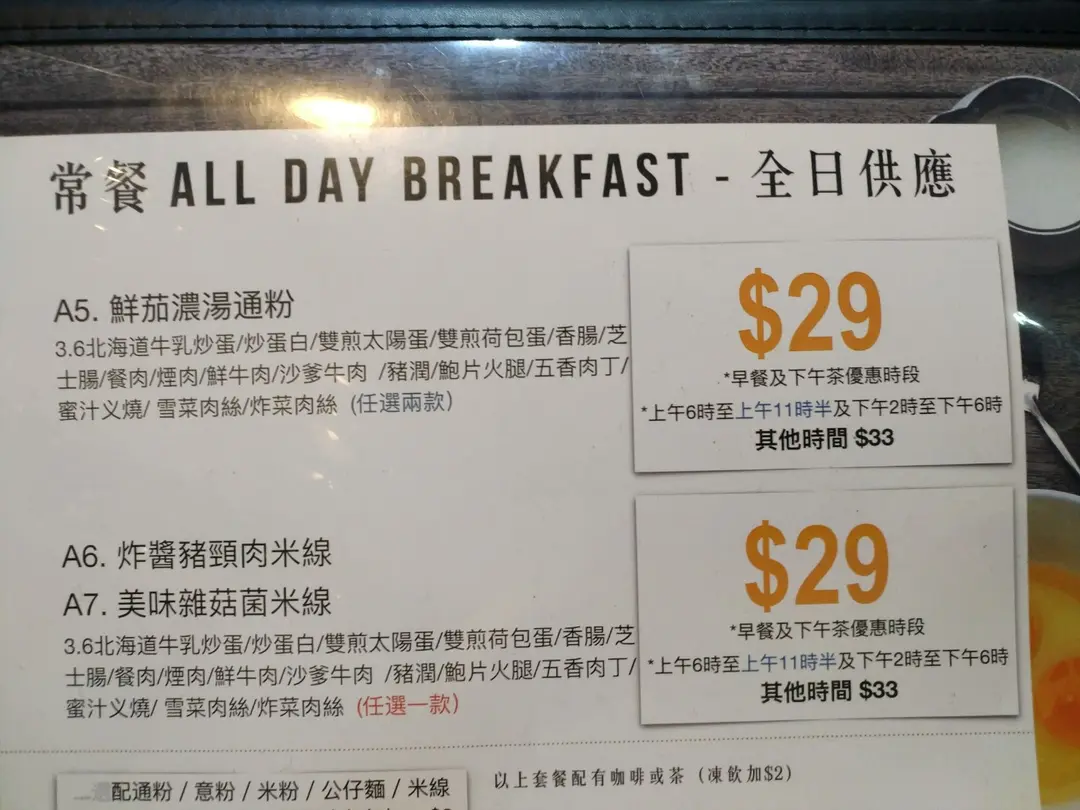 常餐 ALL DAY BREAKFAST - 全日供應
A5. 鮮茄濃湯通粉
3.6北海道牛乳炒蛋/炒蛋白/雙煎太陽蛋/雙煎荷包蛋/香腸/芝
士腸/餐肉/煙肉/鮮牛肉/沙爹牛肉 /豬潤/鮑片火腿/五香肉丁/
蜜汁义燒/ 雪菜肉絲/炸菜肉絲 (任選兩款)
$29
*早餐及下午茶優惠時段
*上午6時至上午11時半及下午2時至下午6時
其他時間 $33
A6. 炸醬豬頸肉米線
A7. 美味雜菇菌米線
3.6北海道牛乳炒蛋/炒蛋白/雙煎太陽蛋/雙煎荷包蛋/香腸/芝
士腸/餐肉/煙肉/鮮牛肉/沙爹牛肉 /豬潤/鮑片火腿/五香肉丁/
蜜汁义燒/ 雪菜肉絲/炸菜肉絲 (任選一款)
$29
*早餐及下午茶優惠時段
*上午6時至上午11時半及下午2時至下午6時
其他時間 $33
配通粉 / 意粉 / 米粉 / 公仔麵 / 米線
以上套餐配有咖啡或茶 (凍飲加$2)